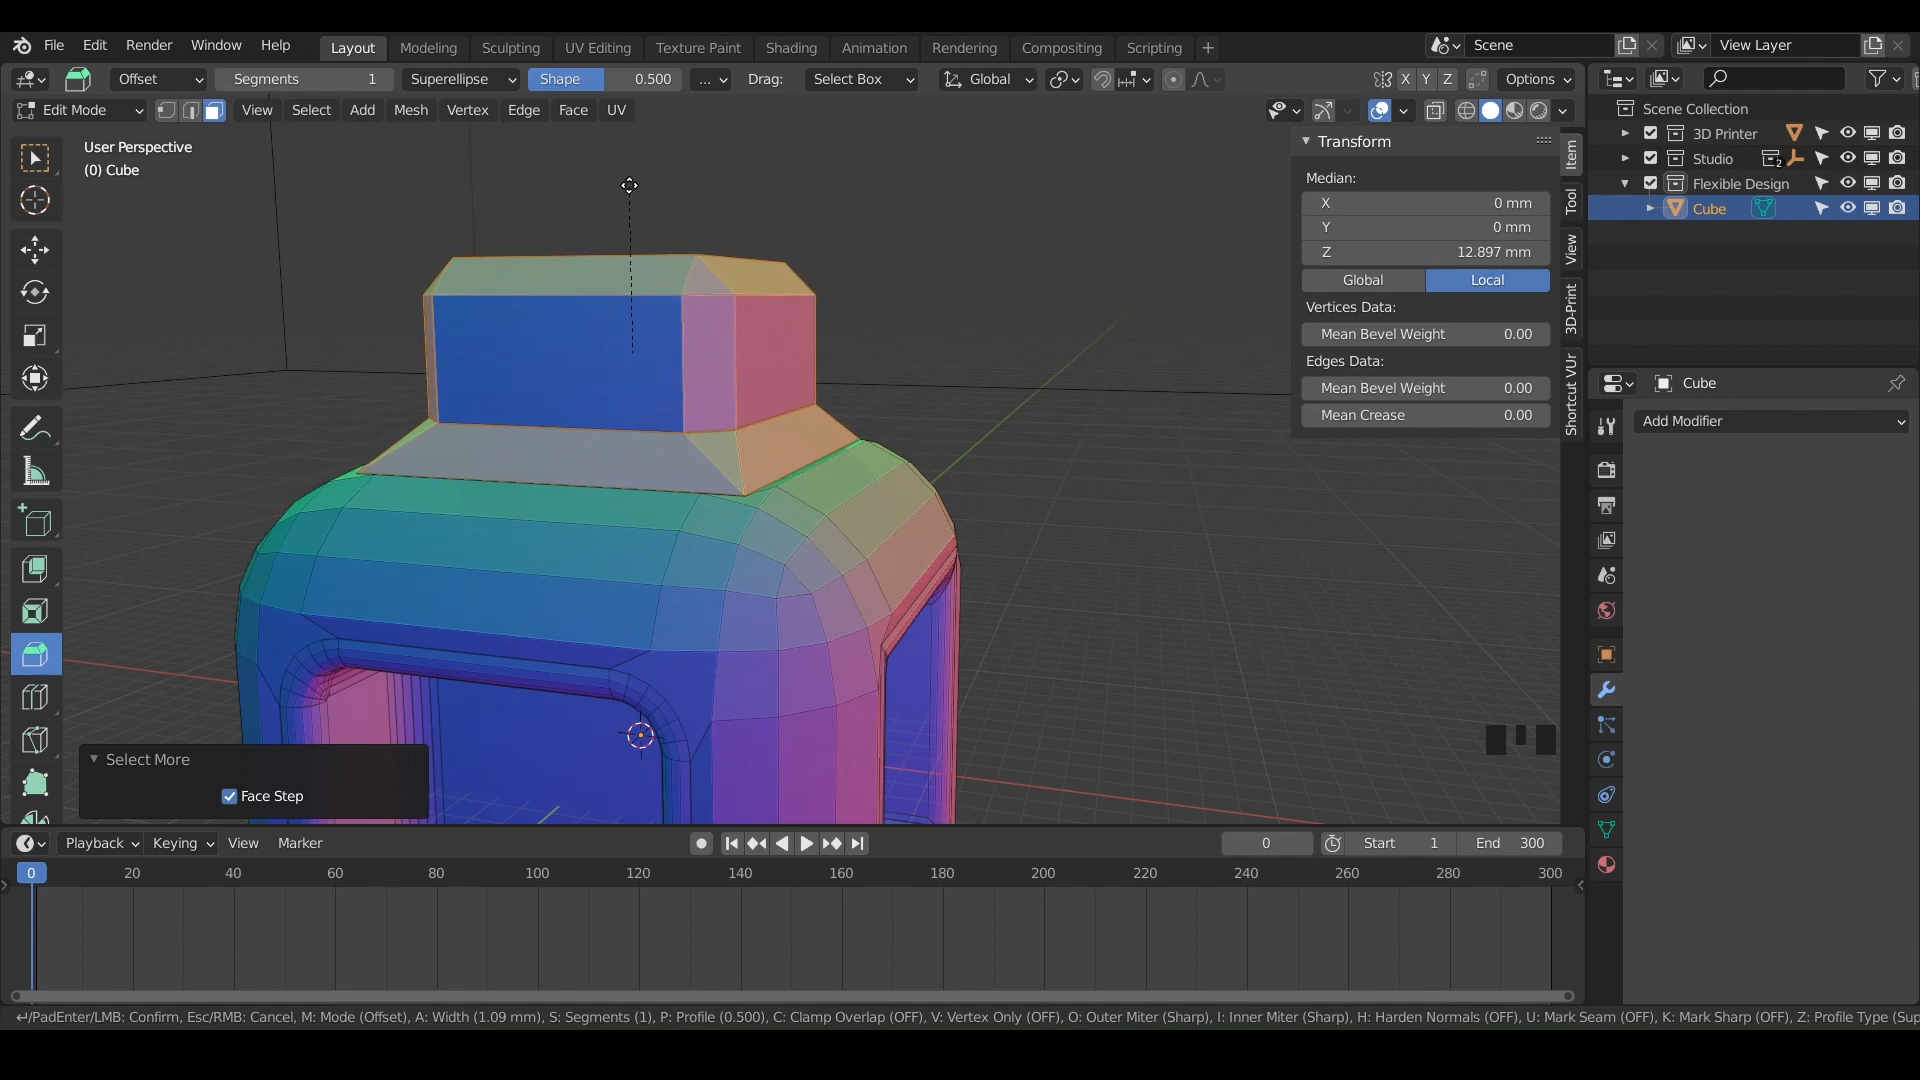 File Edit Render Window Help Layout Modeling Sculpting UV Editing Texture Paint Shading Animation Rendering Compositing Scripting + Scene View Layer
Offset Segments 1 Superellipse Shape 0.500 ... Drag: Select Box Global X Y Z Options
Edit Mode View Select Add Mesh Vertex Edge Face UV
User Perspective
(0) Cube
Transform
Median:
X 0 mm
Y 0 mm
Z 12.897 mm
Global Local
Vertices Data:
Mean Bevel Weight 0.00
Edges Data:
Mean Bevel Weight 0.00
Mean Crease 0.00
Item
Tool
View
3D-Print
Shortcut VUr
Scene Collection
3D Printer
Studio 2
Flexible Design
Cube
Cube
Add Modifier
Select More
Face Step
Playback Keying View Marker 0 Start 1 End 300
0 20 40 60 80 100 120 140 160 180 200 220 240 260 280 300
↵/PadEnter/LMB: Confirm, Esc/RMB: Cancel, M: Mode (Offset), A: Width (1.09 mm), S: Segments (1), P: Profile (0.500), C: Clamp Overlap (OFF), V: Vertex Only (OFF), O: Outer Miter (Sharp), I: Inner Miter (Sharp), H: Harden Normals (OFF), U: Mark Seam (OFF), K: Mark Sharp (OFF), Z: Profile Type (Sup